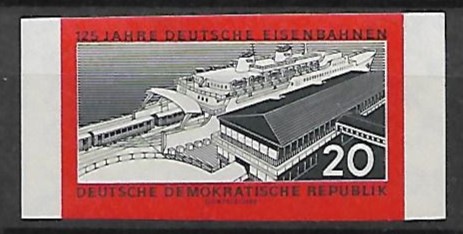 125 JAHRE DEUTSCHE EISENBAHNEN
20
DEUTSCHE DEMOKRATISCHE REPUBLIK